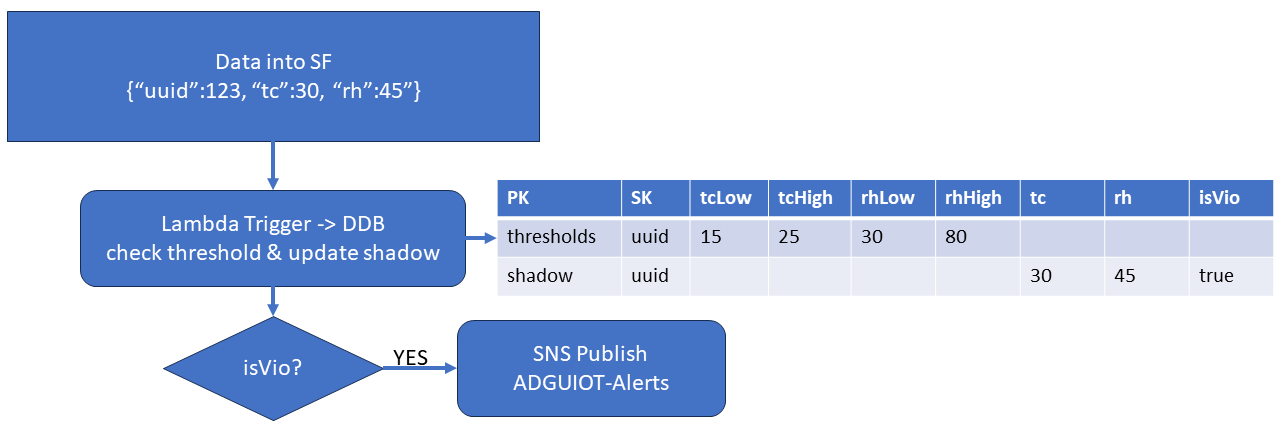 Data into SF
{“uuid”:123, “tc”:30, “rh”:45”}
Lambda Trigger -> DDB
check threshold & update shadow
PK SK tcLow tcHigh rhLow rhHigh tc rh isVio
thresholds uuid 15 25 30 80
shadow uuid 30 45 true
isVio?
YES
SNS Publish
ADGUIOT-Alerts